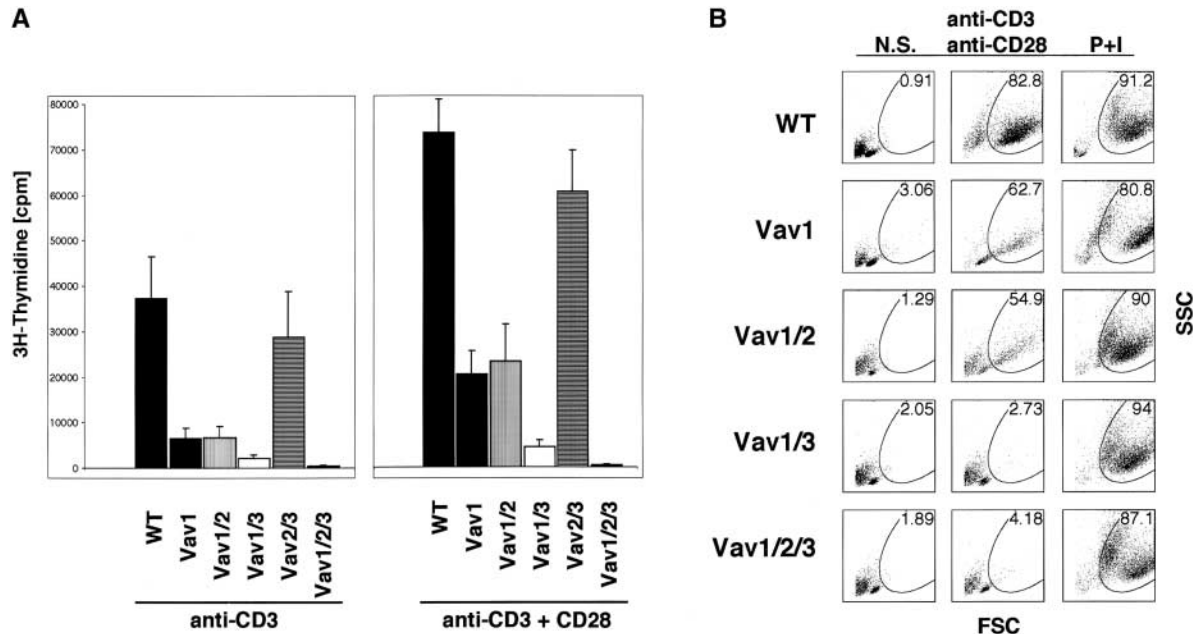 A
3H-Thymidine [cpm]
80000
70000
60000
50000
40000
30000
20000
10000
0
WT
Vav1
Vav1/2
Vav1/3
Vav2/3
Vav1/2/3
anti-CD3
WT
Vav1
Vav1/2
Vav1/3
Vav2/3
Vav1/2/3
anti-CD3 + CD28
B
anti-CD3
N.S. anti-CD28 P+I
WT 0.91 82.8 91.2
Vav1 3.06 62.7 80.8
Vav1/2 1.29 54.9 90
Vav1/3 2.05 2.73 94
Vav1/2/3 1.89 4.18 87.1
SSC
FSC